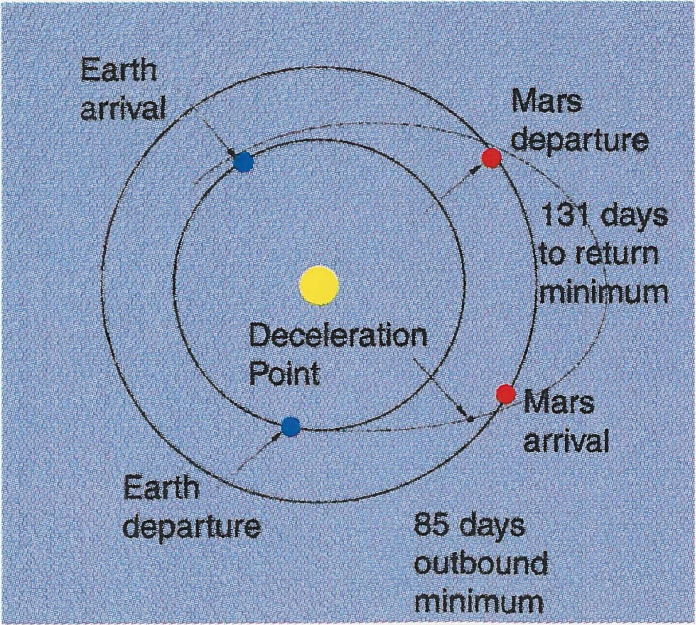 Earth
arrival
Mars
departure
131 days
to return
minimum
Deceleration
Point
Mars
arrival
Earth
departure
85 days
outbound
minimum